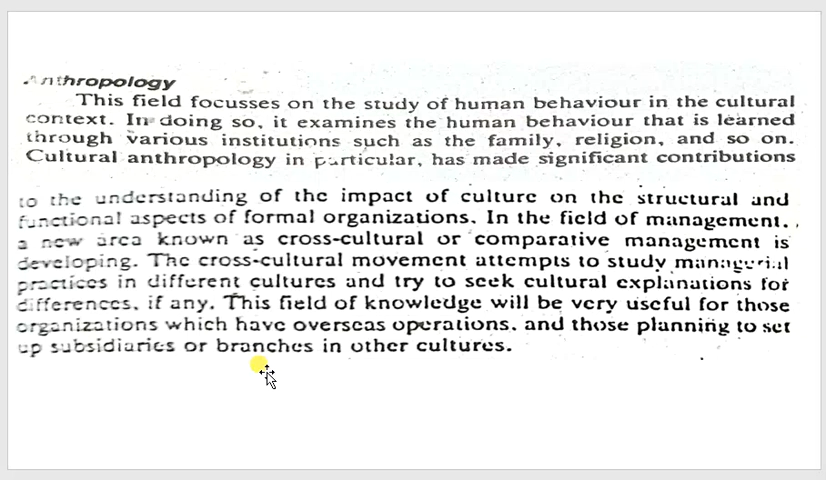 Anthropology
This field focusses on the study of human behaviour in the cultural
context. In doing so, it examines the human behaviour that is learned
through various institutions such as the family, religion, and so on.
Cultural anthropology in particular, has made significant contributions
to the understanding of the impact of culture on the structural and
functional aspects of formal organizations. In the field of management,
a new area known as cross-cultural or comparative management is
developing. The cross-cultural movement attempts to study managerial
practices in different cultures and try to seek cultural explanations for
differences, if any. This field of knowledge will be very useful for those
organizations which have overseas operations, and those planning to set
up subsidiaries or branches in other cultures.